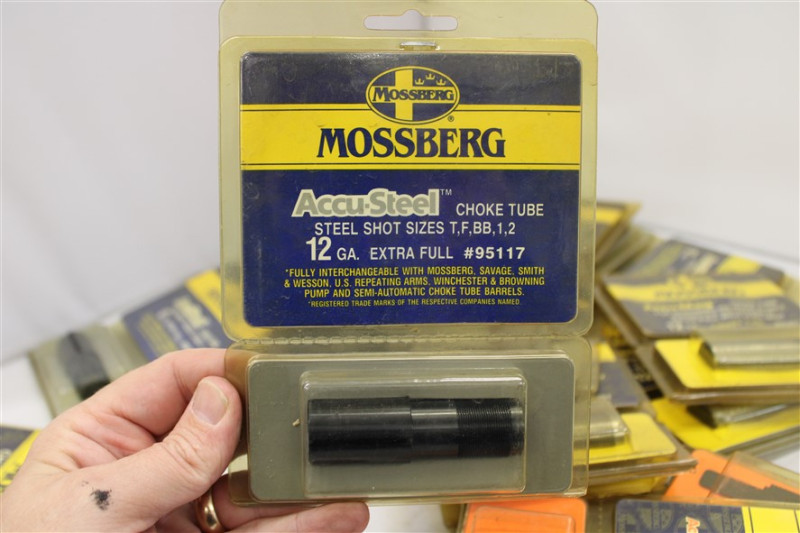 MOSSBERG
®
MOSSBERG
Accu-Steel™ CHOKE TUBE
STEEL SHOT SIZES T,F,BB,1,2
12 GA. EXTRA FULL #95117
*FULLY INTERCHANGEABLE WITH MOSSBERG, SAVAGE, SMITH
& WESSON, U.S. REPEATING ARMS, WINCHESTER & BROWNING
PUMP AND SEMI-AUTOMATIC CHOKE TUBE BARRELS.
*REGISTERED TRADE MARKS OF THE RESPECTIVE COMPANIES NAMED.
MOSSBERG